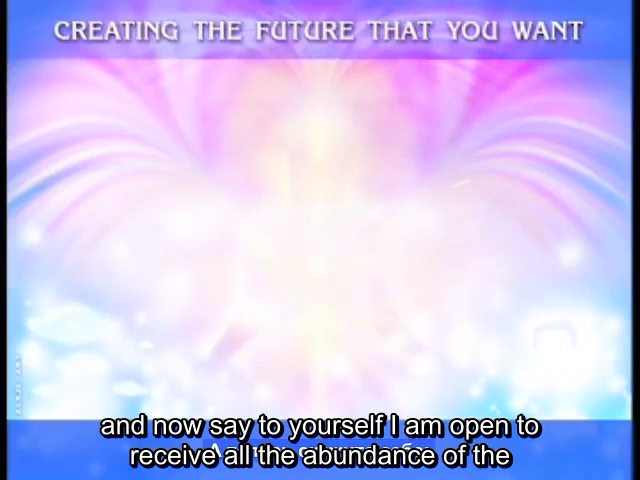 CREATING THE FUTURE THAT YOU WANT
and now say to yourself I am open to
receive all the abundance of the